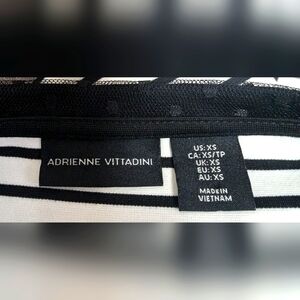 ADRIENNE VITTADINI
US: XS
CA: XS/TP
UK: XS
EU: XS
AU: XS
MADE IN
VIETNAM